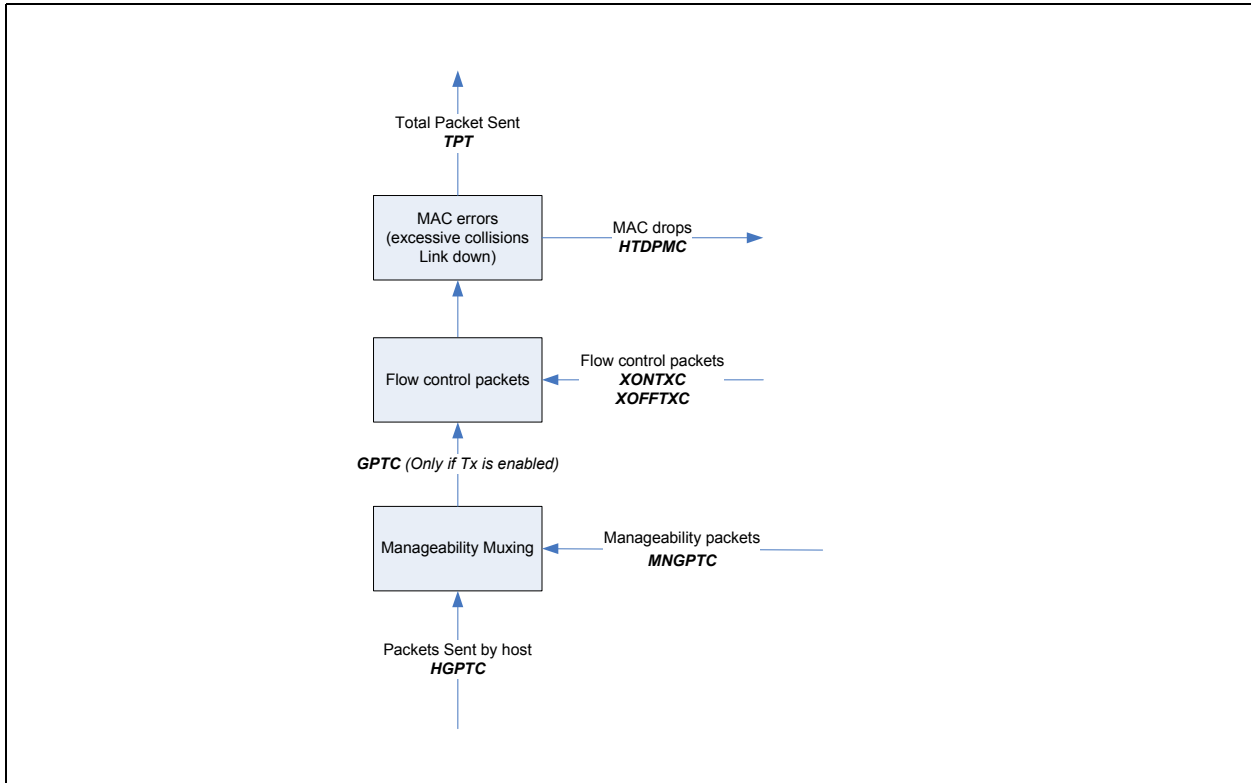 Total Packet Sent
TPT
MAC errors
(excessive collisions
Link down)
MAC drops
HTDPMC
Flow control packets
Flow control packets
XONTXC
XOFFTXC
GPTC (Only if Tx is enabled)
Manageability Muxing
Manageability packets
MNGPTC
Packets Sent by host
HGPTC